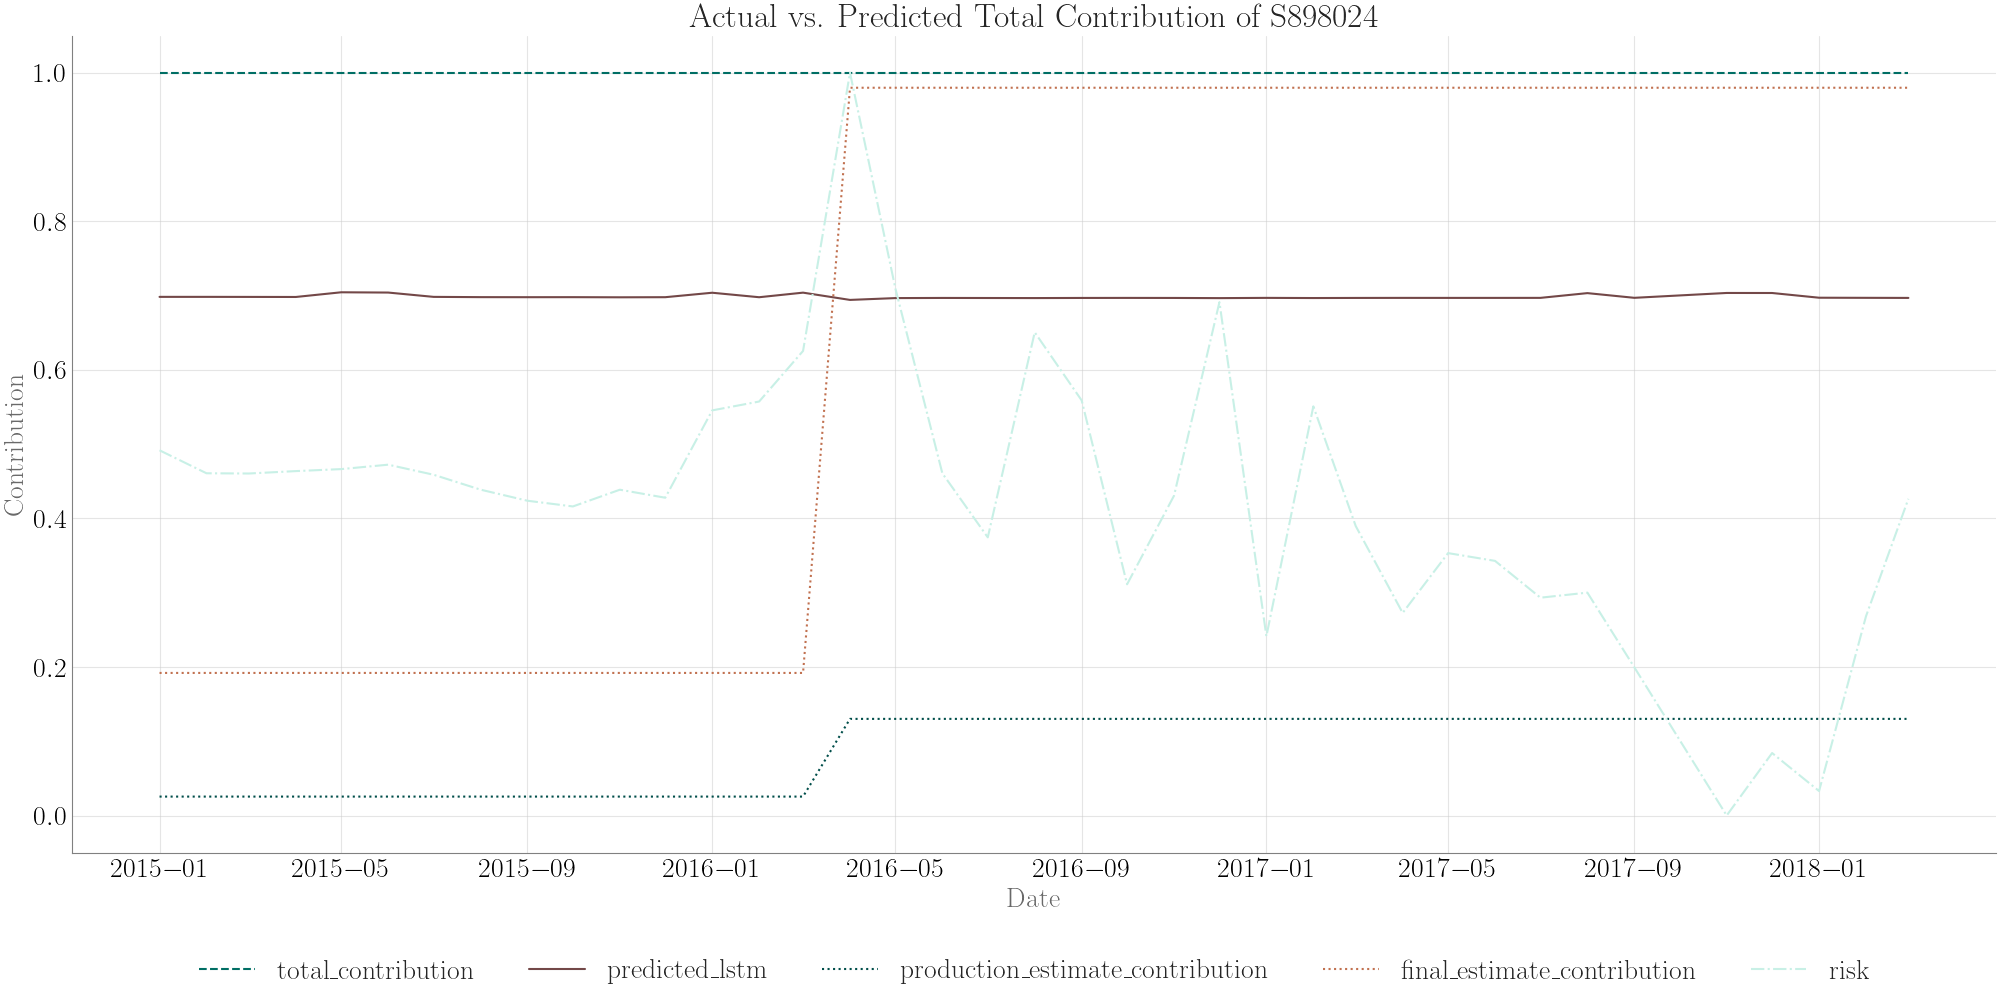 Actual vs. Predicted Total Contribution of S898024
1.0
0.8
0.6
0.4
0.2
0.0
Contribution
2015−01 2015−05 2015−09 2016−01 2016−05 2016−09 2017−01 2017−05 2017−09 2018−01
Date
total_contribution predicted_lstm production_estimate_contribution final_estimate_contribution risk